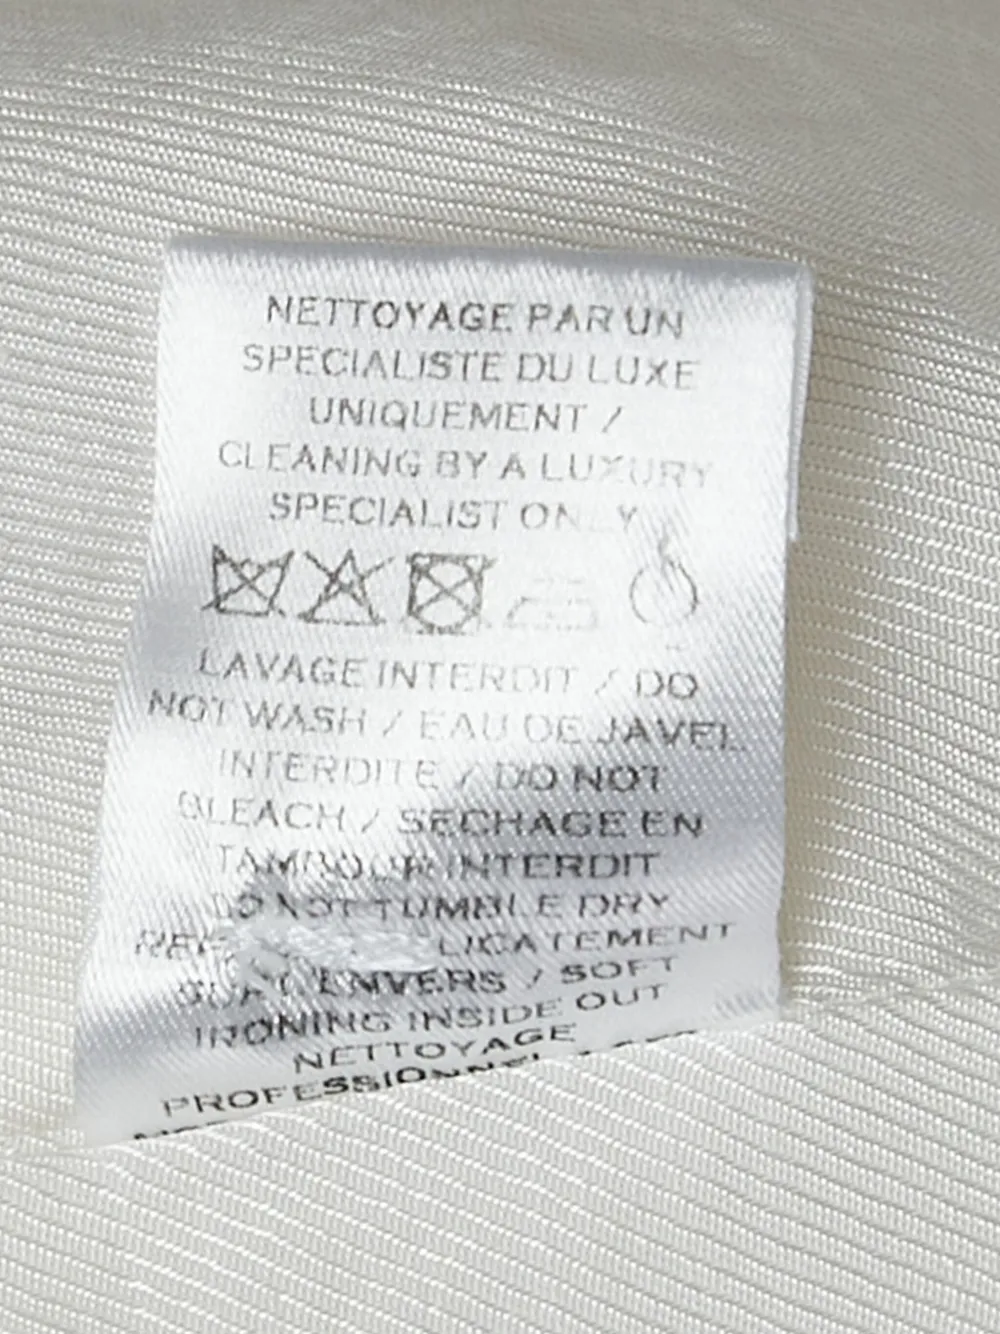 NETTOYAGE PAR UN
SPECIALISTE DU LUXE
UNIQUEMENT /
CLEANING BY A LUXURY
SPECIALIST ONLY
LAVAGE INTERDIT / DO
NOT WASH / EAU DE JAVEL
INTERDITE / DO NOT
BLEACH / SECHAGE EN
TAMBOUR INTERDIT
DO NOT TUMBLE DRY
ENVERS / SOFT
IRONING INSIDE OUT
NETTOYAGE
PROFESSIONNEL